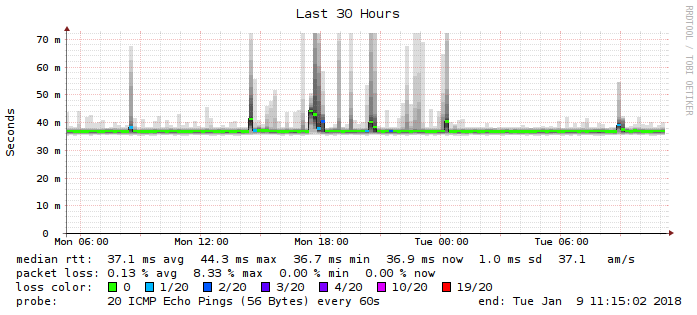 Last 30 Hours
RRDTOOL / TOBI OETIKER
Seconds
70 m
60 m
50 m
40 m
30 m
20 m
10 m
0
Mon 06:00 Mon 12:00 Mon 18:00 Tue 00:00 Tue 06:00
median rtt: 37.1 ms avg 44.3 ms max 36.7 ms min 36.9 ms now 1.0 ms sd 37.1 am/s
packet loss: 0.13 % avg 8.33 % max 0.00 % min 0.00 % now
loss color: 0 1/20 2/20 3/20 4/20 10/20 19/20
probe: 20 ICMP Echo Pings (56 Bytes) every 60s end: Tue Jan 9 11:15:02 2018